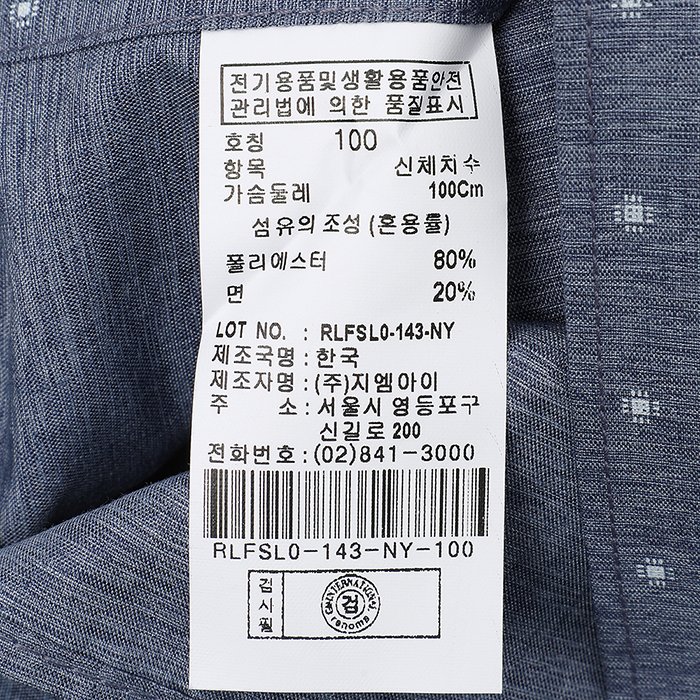 전기용품및생활용품안전
관리법에 의한 품질표시
호칭 100
항목 신체치수
가슴둘레 100Cm
섬유의 조성 (혼용률)
폴리에스터 80%
면 20%
LOT NO. : RLFSL0-143-NY
제조국명 : 한국
제조자명 : (주)지엠아이
주 소 : 서울시 영등포구
신길로 200
전화번호 : (02)841-3000
RLFSL0-143-NY-100
검사필
GMINTERNATIONAL
검
renoma